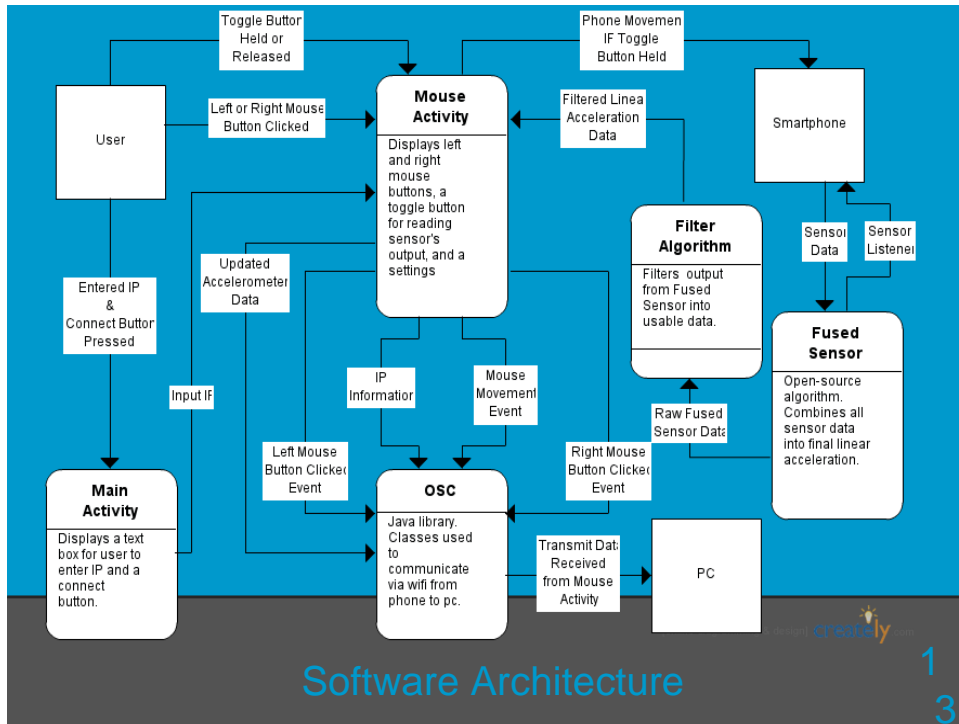 Toggle Button
Held or
Released
Phone Movemen
IF Toggle
Button Held
User
Left or Right Mouse
Button Clicked
Mouse
Activity
Displays left
and right
mouse
buttons, a
toggle button
for reading
sensor's
output, and a
settings
Filtered Linea
Acceleration
Data
Smartphone
Filter
Algorithm
Filters output
from Fused
Sensor into
usable data.
Sensor
Data
Sensor
Listener
Updated
Accelerometer
Data
Entered IP
&
Connect Button
Pressed
Fused
Sensor
Open-source
algorithm.
Combines all
sensor data
into final linear
acceleration.
IP
Information
Mouse
Movement
Event
Input IP
Raw Fused
Sensor Data
Left Mouse
Button Clicked
Event
Right Mouse
Button Clicked
Event
Main
Activity
Displays a text
box for user to
enter IP and a
connect
button.
OSC
Java library.
Classes used
to
communicate
via wifi from
phone to pc.
Transmit Data
Received
from Mouse
Activity
PC
creately.com
Software Architecture
1
3